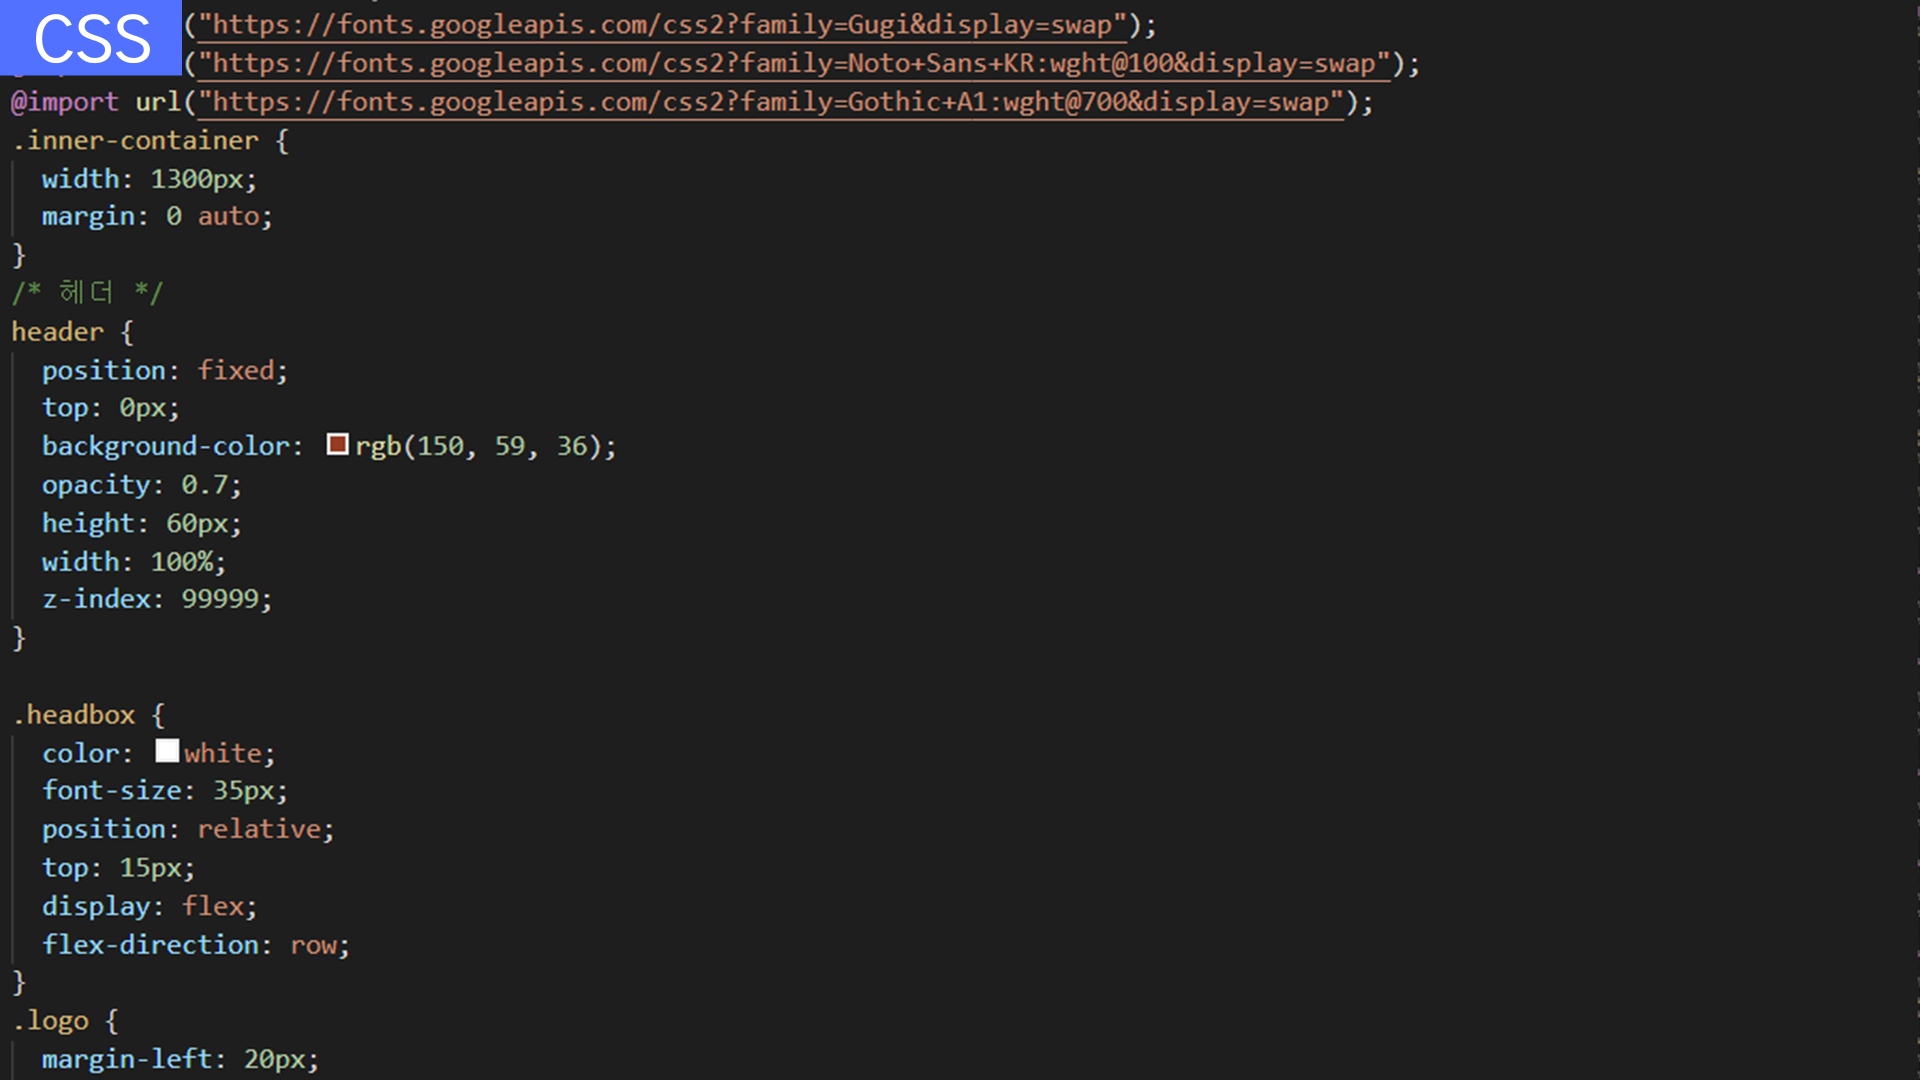 CSS
("https://fonts.googleapis.com/css2?family=Gugi&display=swap");
("https://fonts.googleapis.com/css2?family=Noto+Sans+KR:wght@100&display=swap");
@import url("https://fonts.googleapis.com/css2?family=Gothic+A1:wght@700&display=swap");
.inner-container {
  width: 1300px;
  margin: 0 auto;
}
/* 헤더 */
header {
  position: fixed;
  top: 0px;
  background-color: rgb(150, 59, 36);
  opacity: 0.7;
  height: 60px;
  width: 100%;
  z-index: 99999;
}
.headbox {
  color: white;
  font-size: 35px;
  position: relative;
  top: 15px;
  display: flex;
  flex-direction: row;
}
.logo {
  margin-left: 20px;